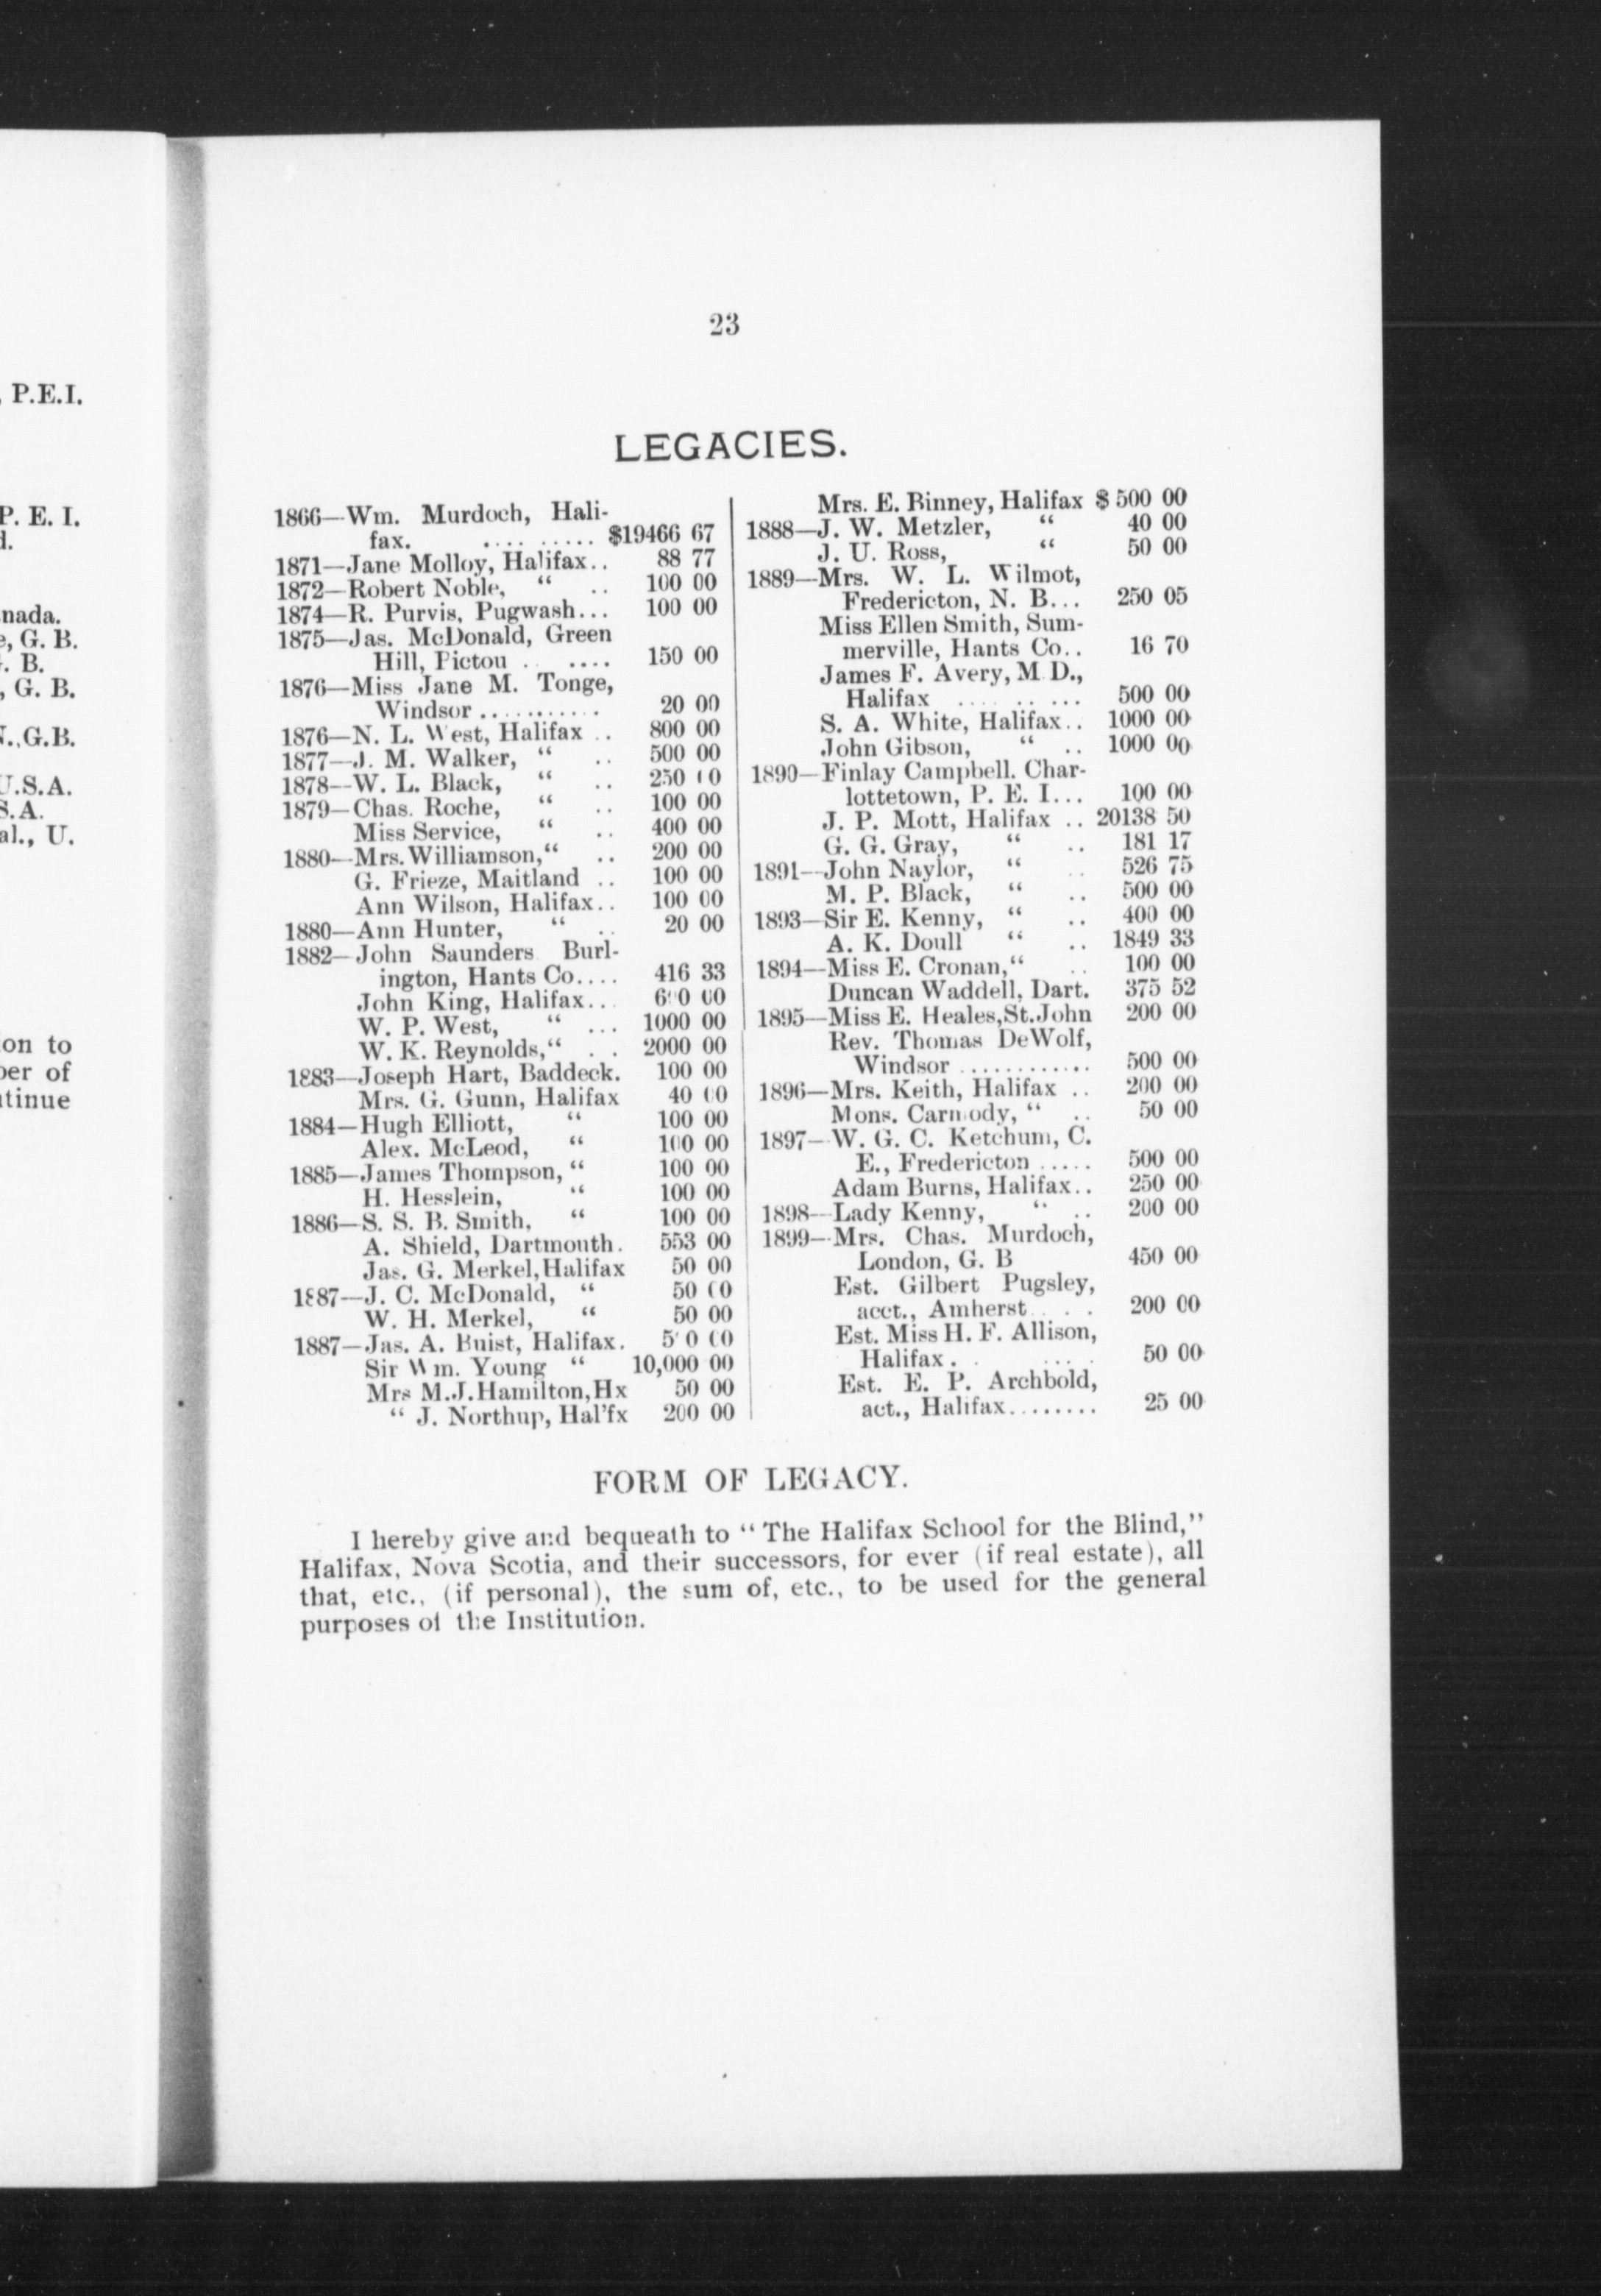 , P.E.I.
P. E. I.
d.
nada.
e, G. B.
. B.
, G. B.
.,G.B.
U.S.A.
S.A.
al., U.
on to
ber of
tinue
23
LEGACIES.
1866—Wm. Murdoch, Hali-
fax. .... ...... $19466 67
1871—Jane Molloy, Halifax.. 88 77
1872—Robert Noble, “ .. 100 00
1874—R. Purvis, Pugwash... 100 00
1875—Jas. McDonald, Green
Hill, Pictou . .... 150 00
1876—Miss Jane M. Tonge,
Windsor ........... 20 00
1876—N. L. West, Halifax .. 800 00
1877—J. M. Walker, “ .. 500 00
1878—W. L. Black, “ .. 250 00
1879—Chas. Roche, “ .. 100 00
Miss Service, “ .. 400 00
1880—Mrs. Williamson,“ .. 200 00
G. Frieze, Maitland .. 100 00
Ann Wilson, Halifax.. 100 00
1880—Ann Hunter, “ .. 20 00
1882—John Saunders Burl-
ington, Hants Co.... 416 33
John King, Halifax... 600 00
W. P. West, “ ... 1000 00
W. K. Reynolds,“ . . 2000 00
1883—Joseph Hart, Baddeck. 100 00
Mrs. G. Gunn, Halifax 40 00
1884—Hugh Elliott, “ 100 00
Alex. McLeod, “ 100 00
1885—James Thompson, “ 100 00
H. Hesslein, “ 100 00
1886—S. S. B. Smith, “ 100 00
A. Shield, Dartmouth. 553 00
Jas. G. Merkel,Halifax 50 00
1887—J. C. McDonald, “ 50 00
W. H. Merkel, “ 50 00
1887—Jas. A. Buist, Halifax. 00
Sir Wm. Young “ 10,000 00
Mrs M.J.Hamilton,Hx 50 00
“ J. Northup, Hal’fx 200 00
Mrs. E. Binney, Halifax $ 500 00
1888—J. W. Metzler, “ 40 00
J. U. Ross, “ 50 00
1889—Mrs. W. L. Wilmot,
Fredericton, N. B... 250 05
Miss Ellen Smith, Sum-
merville, Hants Co.. 16 70
James F. Avery, M D.,
Halifax .... .. ... 500 00
S. A. White, Halifax.. 1000 00
John Gibson, “ .. 1000 00
1890—Finlay Campbell. Char-
lottetown, P. E. I... 100 00
J. P. Mott, Halifax .. 20138 50
G. G. Gray, “ .. 181 17
1891—John Naylor, “ .. 526 75
M. P. Black, “ .. 500 00
1893—Sir E. Kenny, “ .. 400 00
A. K. Doull “ .. 1849 33
1894—Miss E. Cronan,“ .. 100 00
Duncan Waddell, Dart. 375 52
1895—Miss E. Heales,St.John 200 00
Rev. Thomas DeWolf,
Windsor ............ 500 00
1896—Mrs. Keith, Halifax .. 200 00
Mons. Carmody, “ .. 50 00
1897—W. G. C. Ketchum, C.
E., Fredericton ..... 500 00
Adam Burns, Halifax.. 250 00
1898—Lady Kenny, “ .. 200 00
1899—Mrs. Chas. Murdoch,
London, G. B 450 00
Est. Gilbert Pugsley,
acct., Amherst . . . 200 00
Est. Miss H. F. Allison,
Halifax. . ... . 50 00
Est. E. P. Archbold,
act., Halifax........ 25 00
FORM OF LEGACY.
I hereby give and bequeath to “ The Halifax School for the Blind,”
Halifax, Nova Scotia, and their successors, for ever (if real estate), all
that, etc., (if personal), the sum of, etc., to be used for the general
purposes of the Institution.